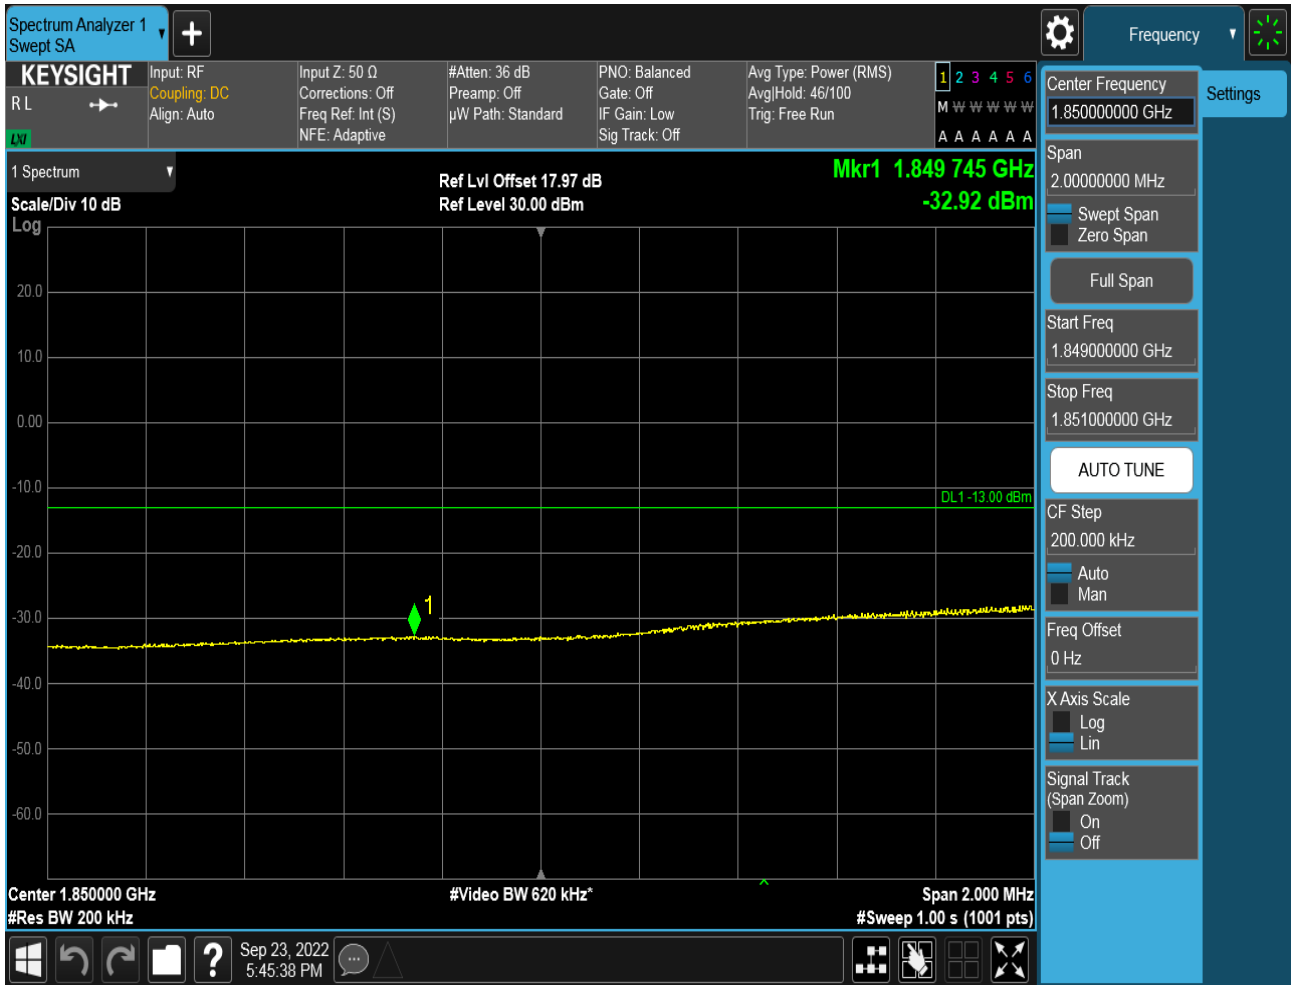 Spectrum Analyzer 1
Swept SA
Frequency
KEYSIGHT
R L
LXI
Input: RF
Coupling: DC
Align: Auto
Input Z: 50 Ω
Corrections: Off
Freq Ref: Int (S)
NFE: Adaptive
#Atten: 36 dB
Preamp: Off
µW Path: Standard
PNO: Balanced
Gate: Off
IF Gain: Low
Sig Track: Off
Avg Type: Power (RMS)
Avg|Hold: 46/100
Trig: Free Run
1 2 3 4 5 6
M W W W W W
A A A A A A
1 Spectrum
Scale/Div 10 dB
Log
Ref Lvl Offset 17.97 dB
Ref Level 30.00 dBm
Mkr1 1.849 745 GHz
-32.92 dBm
20.0
10.0
0.00
-10.0
DL1 -13.00 dBm
-20.0
1
-30.0
-40.0
-50.0
-60.0
Center 1.850000 GHz
#Video BW 620 kHz*
Span 2.000 MHz
#Res BW 200 kHz
#Sweep 1.00 s (1001 pts)
Sep 23, 2022
5:45:38 PM
?
Center Frequency
1.850000000 GHz
Settings
Span
2.00000000 MHz
Swept Span
Zero Span
Full Span
Start Freq
1.849000000 GHz
Stop Freq
1.851000000 GHz
AUTO TUNE
CF Step
200.000 kHz
Auto
Man
Freq Offset
0 Hz
X Axis Scale
Log
Lin
Signal Track
(Span Zoom)
On
Off